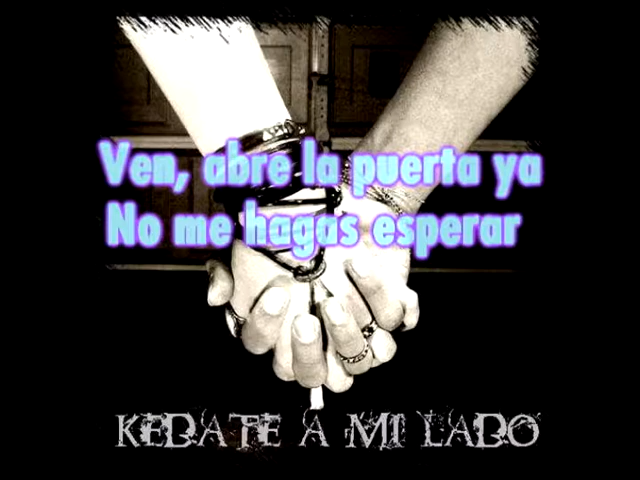 Ven, abre la puerta ya
No me hagas esperar
KEDATE A MI LADO